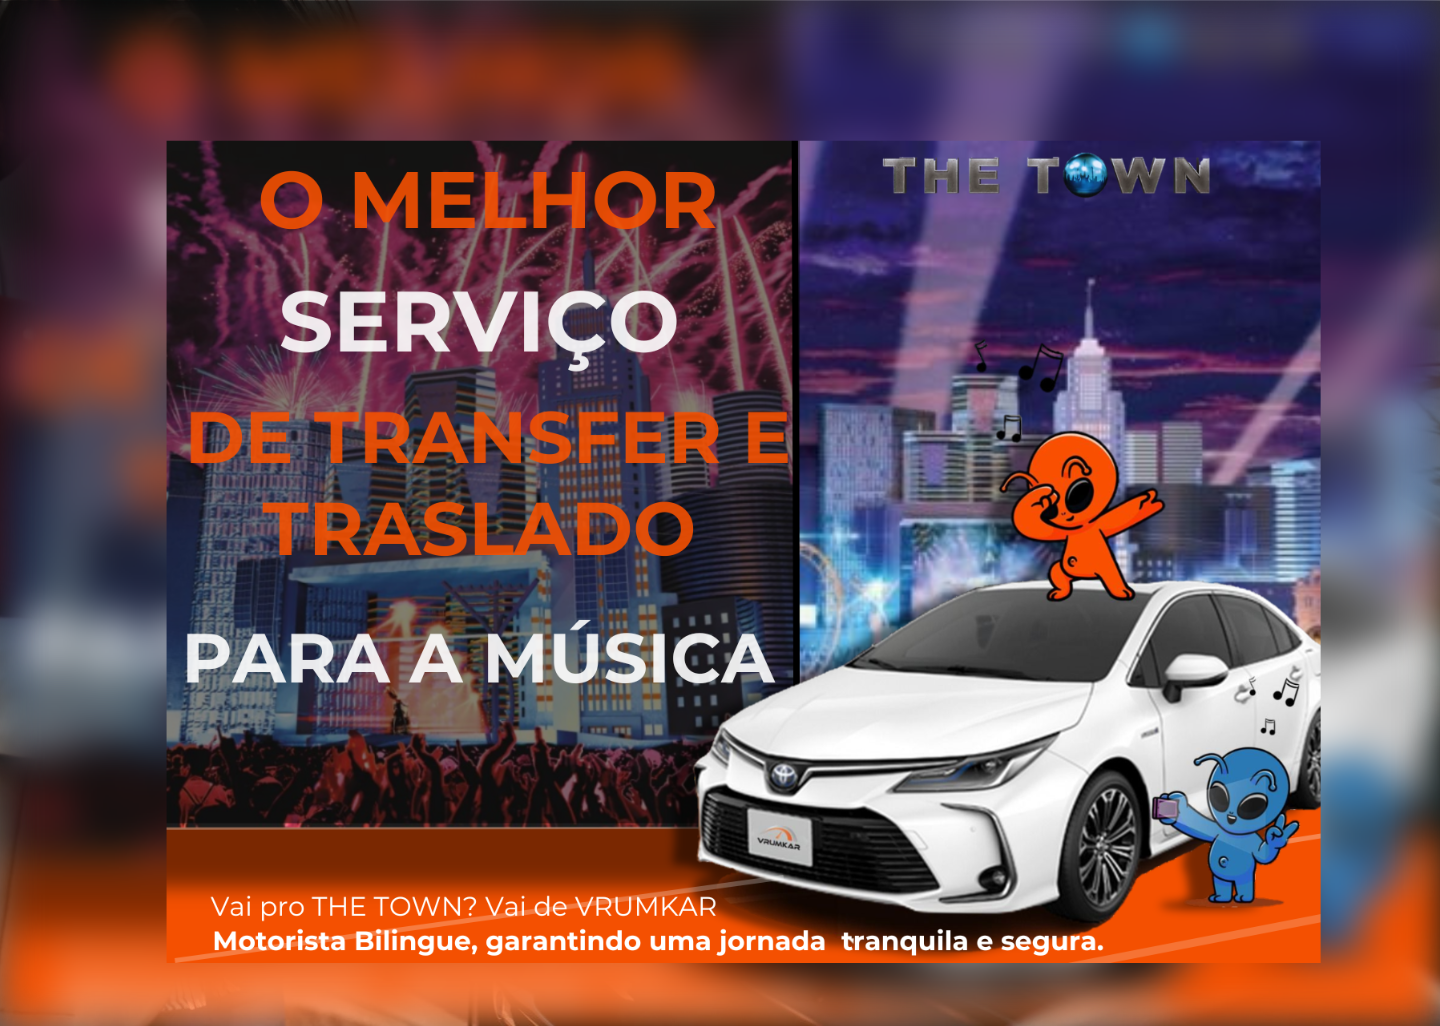 O MELHOR
SERVIÇO
DE TRANSFER E
TRASLADO
PARA A MÚSICA
THE TOWN
VRUMKAR
Vai pro THE TOWN? Vai de VRUMKAR
Motorista Bilingue, garantindo uma jornada tranquila e segura.